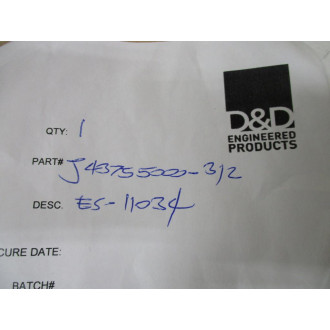 D&D
ENGINEERED
PRODUCTS
QTY: 1
PART# J43755000-312
DESC. ES-11034
CURE DATE:
BATCH#